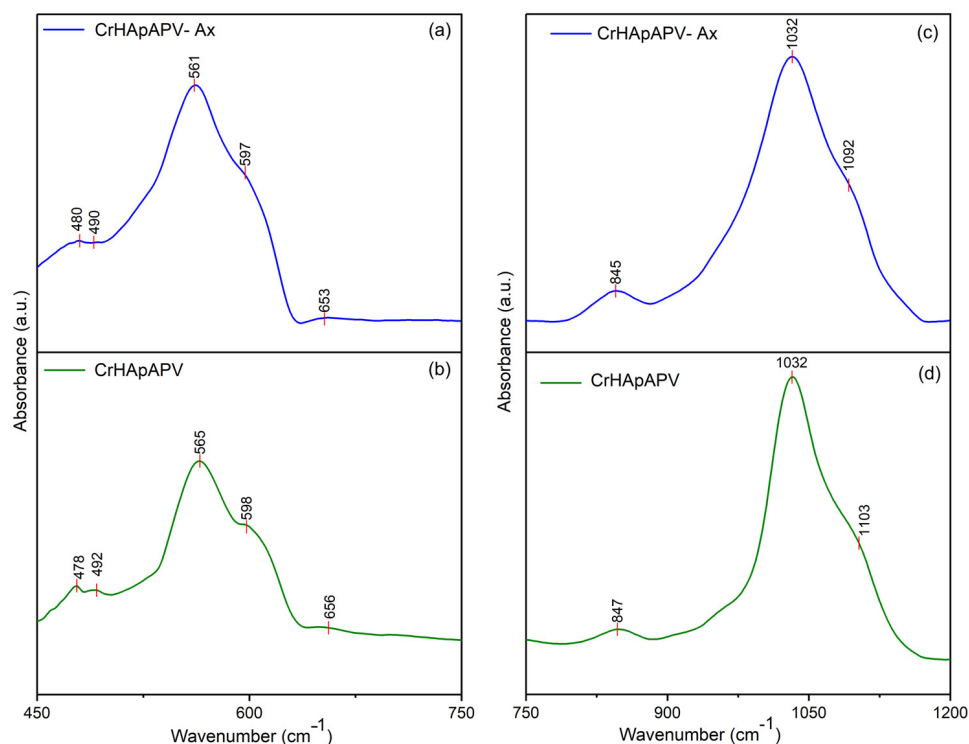 CrHApAPV- Ax
(a)
561
597
480
490
653
CrHApAPV
(b)
565
598
478
492
656
Absorbance (a.u.)
450
600
750
Wavenumber (cm⁻¹)
CrHApAPV- Ax
(c)
1032
1092
845
CrHApAPV
(d)
1032
1103
847
Absorbance (a.u.)
750
900
1050
1200
Wavenumber (cm⁻¹)